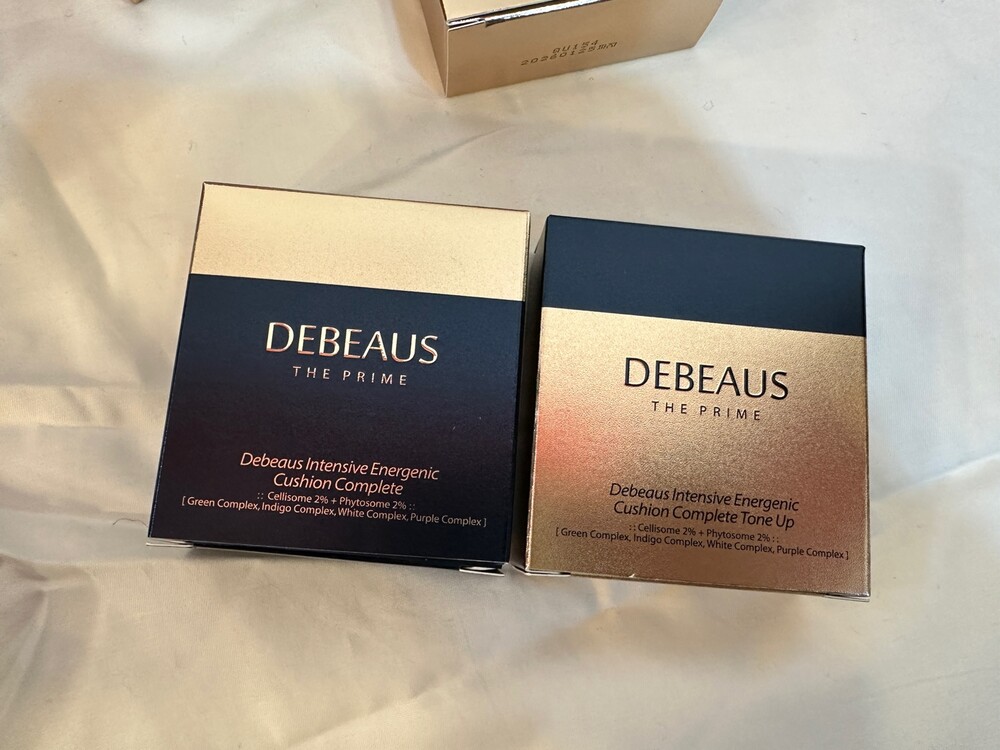 DEBEAUS
THE PRIME
Debeaus Intensive Energenic
Cushion Complete
:: Cellisome 2% + Phytosome 2% ::
[ Green Complex, Indigo Complex, White Complex, Purple Complex ]
DEBEAUS
THE PRIME
Debeaus Intensive Energenic
Cushion Complete Tone Up
:: Cellisome 2% + Phytosome 2% ::
[ Green Complex, Indigo Complex, White Complex, Purple Complex ]